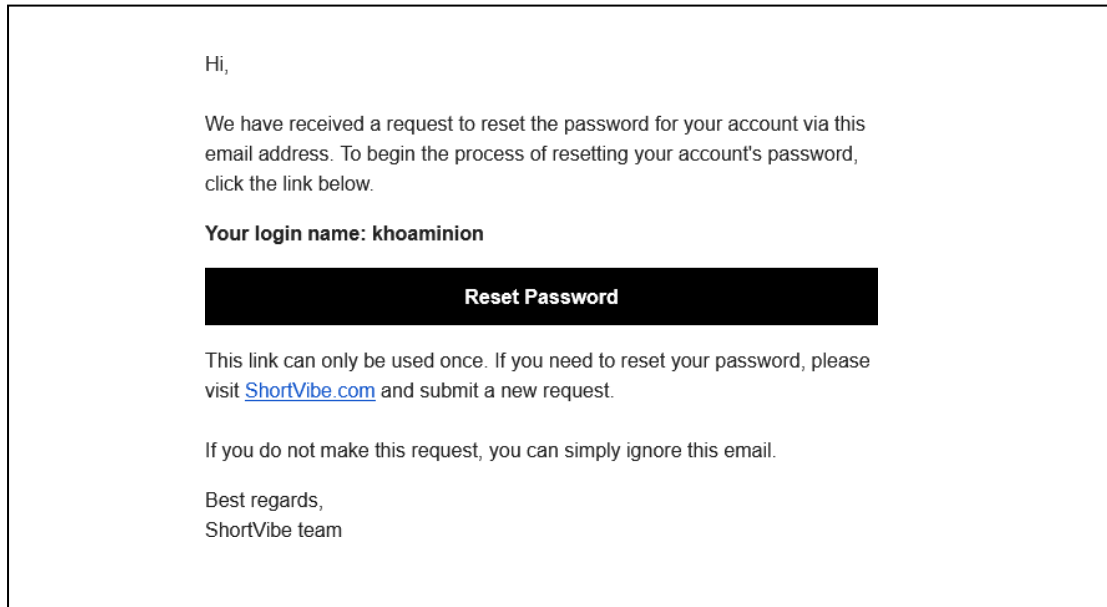 Hi,
We have received a request to reset the password for your account via this
email address. To begin the process of resetting your account's password,
click the link below.
Your login name: khoaminion
Reset Password
This link can only be used once. If you need to reset your password, please
visit ShortVibe.com and submit a new request.
If you do not make this request, you can simply ignore this email.
Best regards,
ShortVibe team